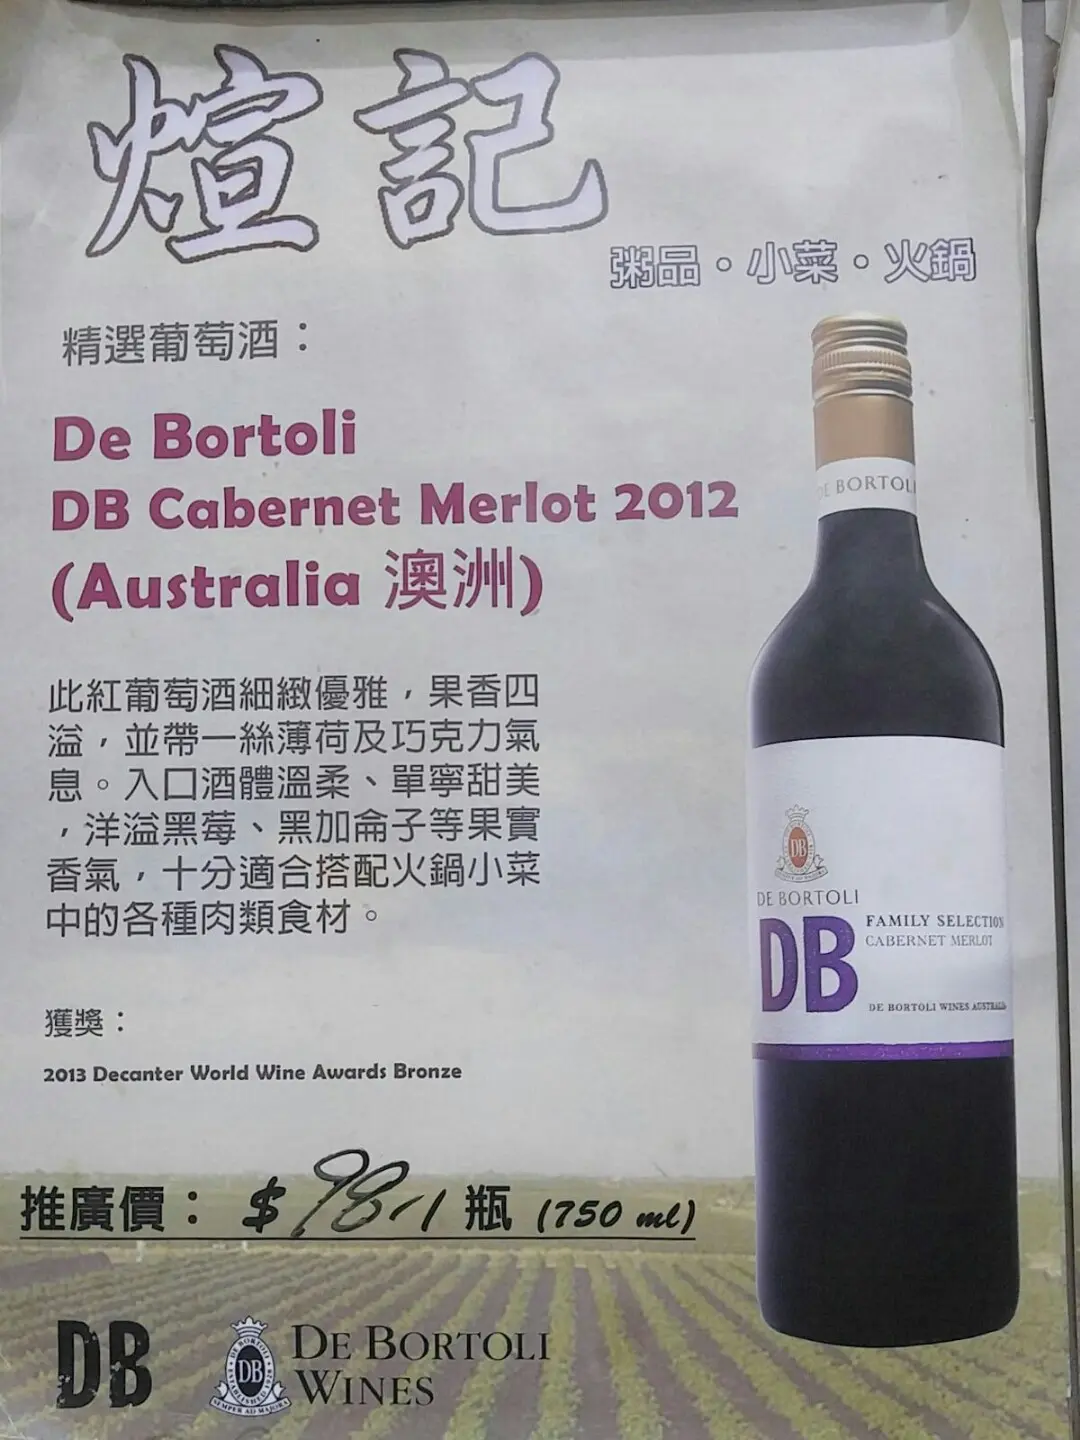 煊記
粥品。小菜。火鍋
精選葡萄酒：
De Bortoli
DB Cabernet Merlot 2012
(Australia 澳洲)
此紅葡萄酒細緻優雅，果香四
溢，並帶一絲薄荷及巧克力氣
息。入口酒體溫柔、單寧甜美
，洋溢黑莓、黑加侖子等果實
香氣，十分適合搭配火鍋小菜
中的各種肉類食材。
獲獎：
2013 Decanter World Wine Awards Bronze
推廣價：$98-/瓶 (750 ml)
DB
DE BORTOLI
WINES
DE BORTOLI
DB
DE BORTOLI
DB
FAMILY SELECTION
CABERNET MERLOT
DE BORTOLI WINES AUSTRALIA
DB